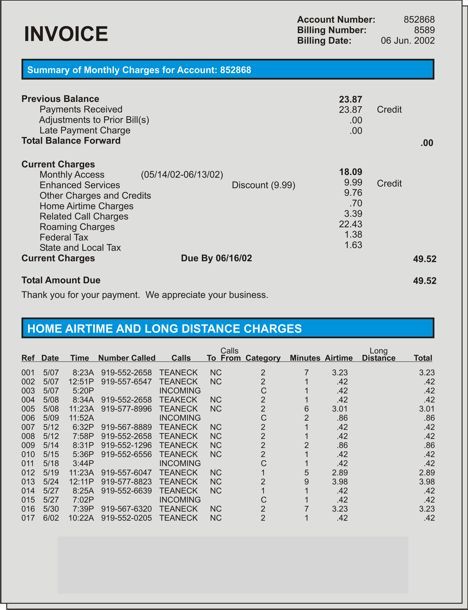 INVOICE
Account Number: 852868
Billing Number: 8589
Billing Date: 06 Jun. 2002
Summary of Monthly Charges for Account: 852868
Previous Balance 23.87
Payments Received 23.87 Credit
Adjustments to Prior Bill(s) .00
Late Payment Charge .00
Total Balance Forward .00
Current Charges
Monthly Access (05/14/02-06/13/02) 18.09
Enhanced Services Discount (9.99) 9.99 Credit
Other Charges and Credits 9.76
Home Airtime Charges .70
Related Call Charges 3.39
Roaming Charges 22.43
Federal Tax 1.38
State and Local Tax 1.63
Current Charges Due By 06/16/02 49.52
Total Amount Due 49.52
Thank you for your payment. We appreciate your business.
HOME AIRTIME AND LONG DISTANCE CHARGES
Calls Long
Ref Date Time Number Called Calls To From Category Minutes Airtime Distance Total
001 5/07 8:23A 919-552-2658 TEANECK NC 2 7 3.23 3.23
002 5/07 12:51P 919-557-6547 TEANECK NC 2 1 .42 .42
003 5/07 5:20P INCOMING C 1 .42 .42
004 5/08 8:34A 919-552-2658 TEAKECK NC 2 1 .42 .42
005 5/08 11:23A 919-577-8996 TEANECK NC 2 6 3.01 3.01
006 5/09 11:52A INCOMING C 2 .86 .86
007 5/12 6:32P 919-567-8889 TEANECK NC 2 1 .42 .42
008 5/12 7:58P 919-552-2658 TEANECK NC 2 1 .42 .42
009 5/14 8:31P 919-552-1296 TEANECK NC 2 2 .86 .86
010 5/15 5:36P 919-552-6556 TEANECK NC 2 1 .42 .42
011 5/18 3:44P INCOMING C 1 .42 .42
012 5/19 11:23A 919-557-6047 TEANECK NC 1 5 2.89 2.89
013 5/24 12:11P 919-577-8823 TEANECK NC 2 9 3.98 3.98
014 5/27 8:25A 919-552-6639 TEANECK NC 1 1 .42 .42
015 5/27 7:02P INCOMING C 1 .42 .42
016 5/30 7:39P 919-567-6320 TEANECK NC 2 7 3.23 3.23
017 6/02 10:22A 919-552-0205 TEANECK NC 2 1 .42 .42